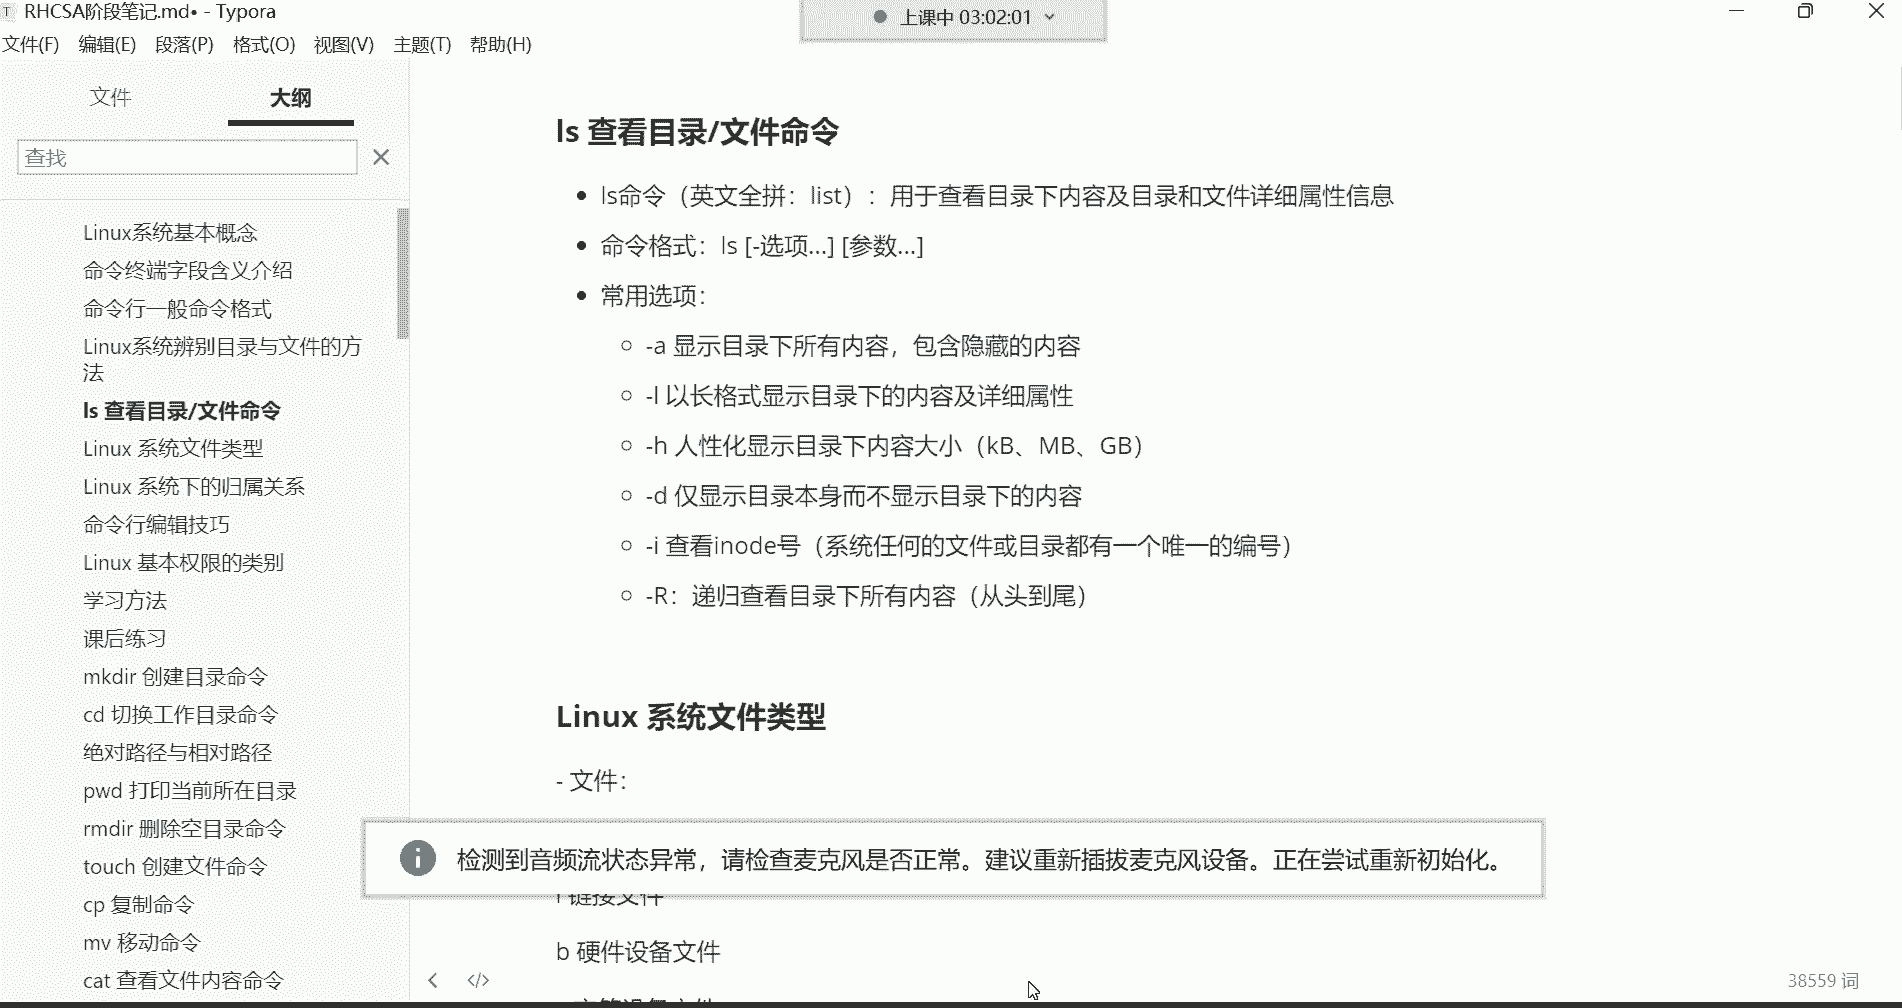 T RHCSA阶段笔记.md• - Typora
上课中 03:02:01
文件(F) 编辑(E) 段落(P) 格式(O) 视图(V) 主题(T) 帮助(H)
文件 大纲
查找
Linux系统基本概念
命令终端字段含义介绍
命令行一般命令格式
Linux系统辨别目录与文件的方
法
ls 查看目录/文件命令
Linux 系统文件类型
Linux 系统下的归属关系
命令行编辑技巧
Linux 基本权限的类别
学习方法
课后练习
mkdir 创建目录命令
cd 切换工作目录命令
绝对路径与相对路径
pwd 打印当前所在目录
rmdir 删除空目录命令
touch 创建文件命令
cp 复制命令
mv 移动命令
cat 查看文件内容命令
ls 查看目录/文件命令
ls命令（英文全拼：list）：用于查看目录下内容及目录和文件详细属性信息
命令格式：ls [-选项...] [参数...]
常用选项：
-a 显示目录下所有内容，包含隐藏的内容
-l 以长格式显示目录下的内容及详细属性
-h 人性化显示目录下内容大小（kB、MB、GB）
-d 仅显示目录本身而不显示目录下的内容
-i 查看inode号（系统任何的文件或目录都有一个唯一的编号）
-R：递归查看目录下所有内容（从头到尾）
Linux 系统文件类型
- 文件：
检测到音频流状态异常，请检查麦克风是否正常。建议重新插拔麦克风设备。正在尝试重新初始化。
链接文件
b 硬件设备文件
38559 词